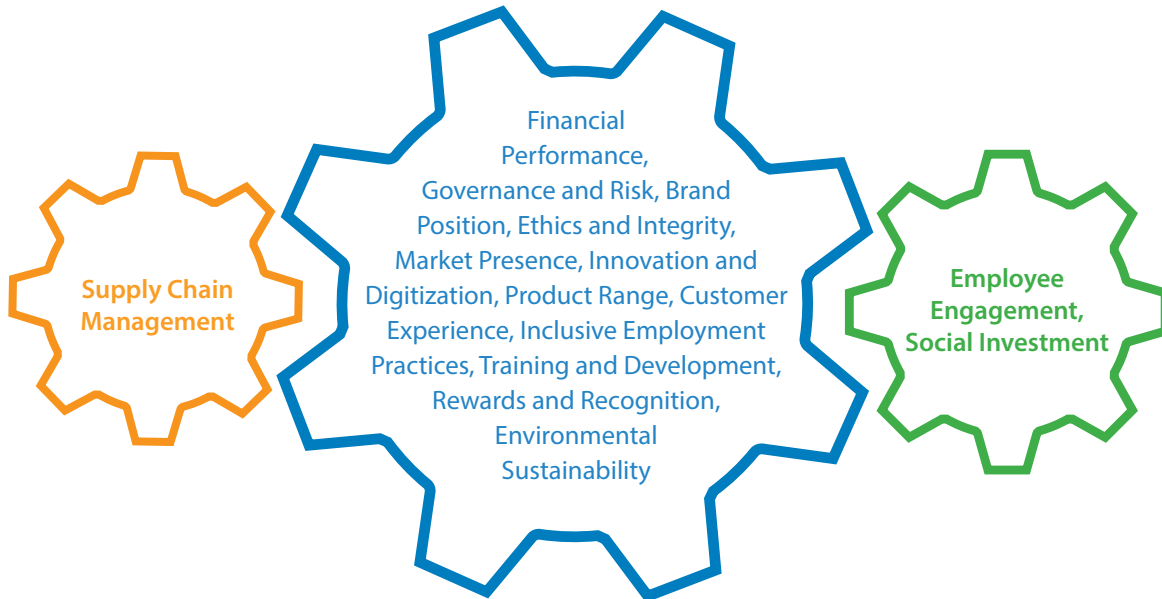 Supply Chain
Management
Financial
Performance,
Governance and Risk, Brand
Position, Ethics and Integrity,
Market Presence, Innovation and
Digitization, Product Range, Customer
Experience, Inclusive Employment
Practices, Training and Development,
Rewards and Recognition,
Environmental
Sustainability
Employee
Engagement,
Social Investment